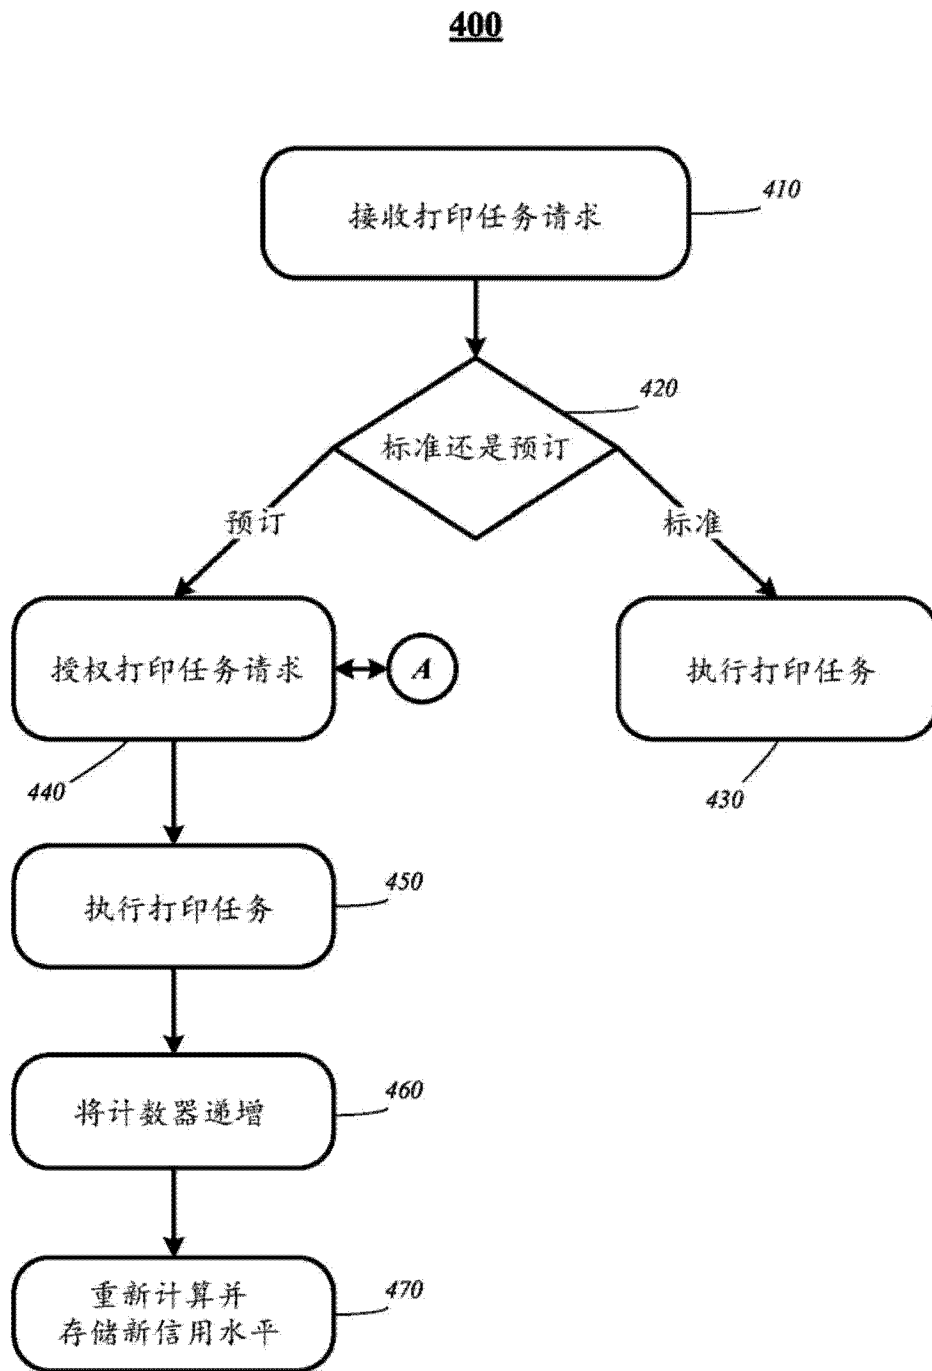 400
接收打印任务请求
410
420
标准还是预订
预订
标准
授权打印任务请求
A
执行打印任务
440
430
执行打印任务
450
将计数器递增
460
重新计算并
存储新信用水平
470